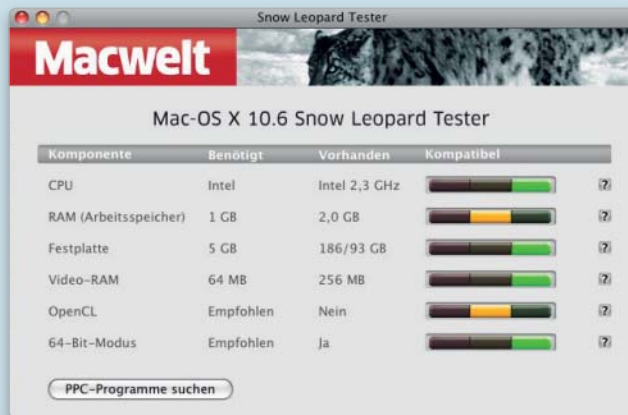 Snow Leopard Tester
Macwelt
Mac-OS X 10.6 Snow Leopard Tester
Komponente Benötigt Vorhanden Kompatibel
CPU Intel Intel 2,3 GHz ?
RAM (Arbeitsspeicher) 1 GB 2,0 GB ?
Festplatte 5 GB 186/93 GB ?
Video-RAM 64 MB 256 MB ?
OpenCL Empfohlen Nein ?
64-Bit-Modus Empfohlen Ja ?
PPC-Programme suchen